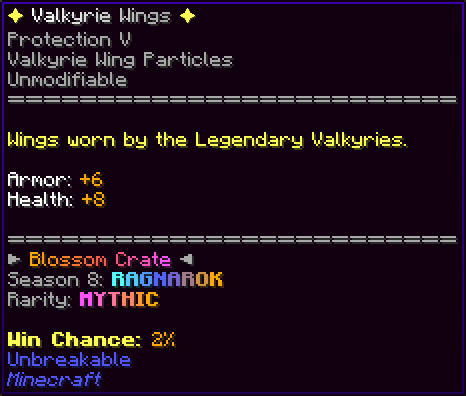 ✦ Valkyrie Wings ✦
Protection V
Valkyrie Wing Particles
Unmodifiable
Wings worn by the Legendary Valkyries.
Armor: +6
Health: +8
► Blossom Crate ◄
Season 8: RAGNAROK
Rarity: MYTHIC
Win Chance: 2%
Unbreakable
Minecraft